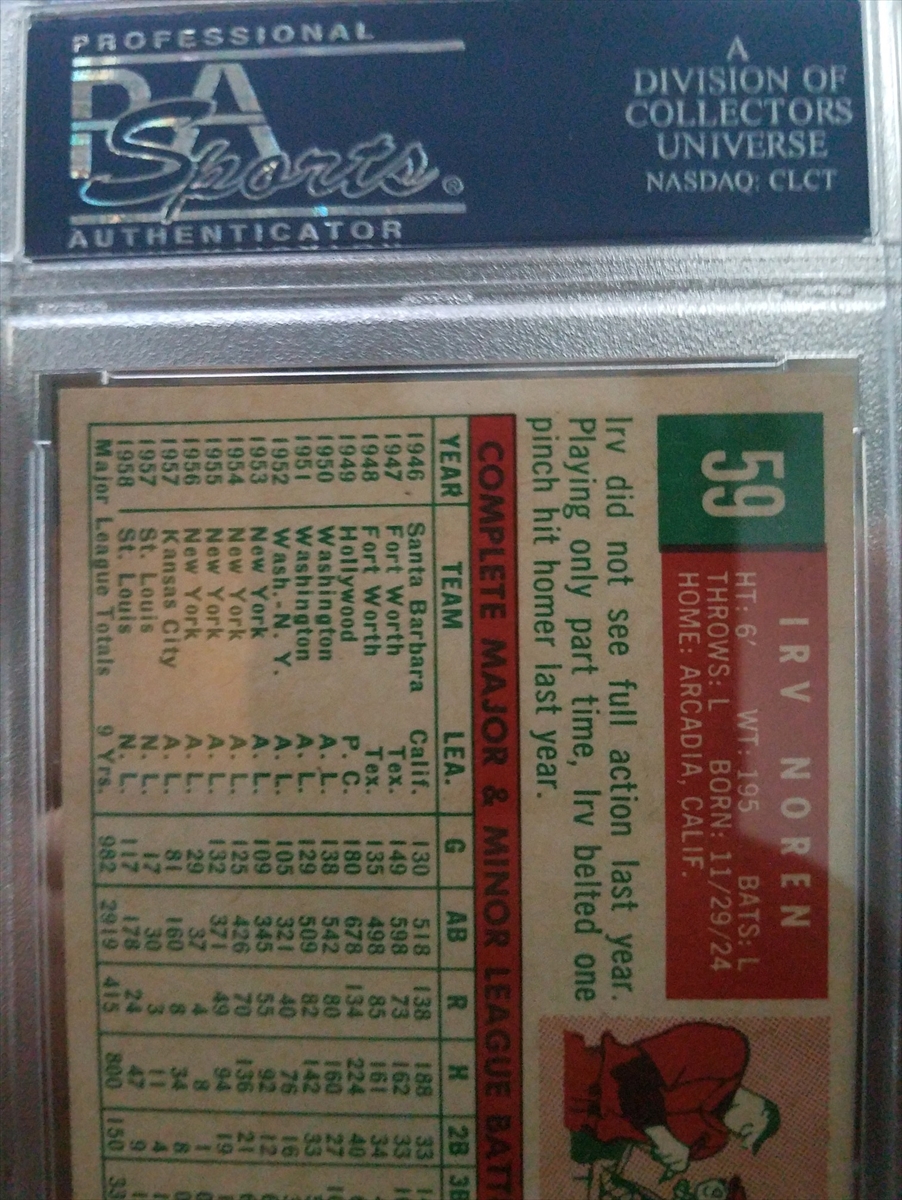 PROFESSIONAL
PSA
Sports®
AUTHENTICATOR
A
DIVISION OF
COLLECTORS
UNIVERSE
NASDAQ: CLCT
59
IRV NOREN
HT: 6' WT: 195 BATS: L
THROWS: L BORN: 11/29/24
HOME: ARCADIA, CALIF.
Irv did not see full action last year.
Playing only part time, Irv belted one
pinch hit homer last year.
COMPLETE MAJOR & MINOR LEAGUE BATT
YEAR TEAM LEA. G AB R H 2B 3B
1946 Santa Barbara Calif. 130 518 138 188 33
1947 Fort Worth Tex. 149 598 73 162 33
1948 Fort Worth Tex. 135 498 85 161 34
1949 Hollywood P. C. 180 678 134 224 40
1950 Washington A. L. 138 542 80 160 27
1951 Washington A. L. 129 509 82 142 33
1952 Wash.-N. Y. A. L. 105 321 40 76 16
1953 New York A. L. 109 345 55 92 12
1954 New York A. L. 125 426 70 136 21
1955 New York A. L. 132 371 49 94 19
1956 New York A. L. 29 37 4 8 1
1957 Kansas City A. L. 81 160 8 34 8
1957 St. Louis N. L. 17 30 3 11 4
1958 St. Louis N. L. 117 178 24 47 9
Major League Totals 9 Yrs. 982 2919 415 800 150 33